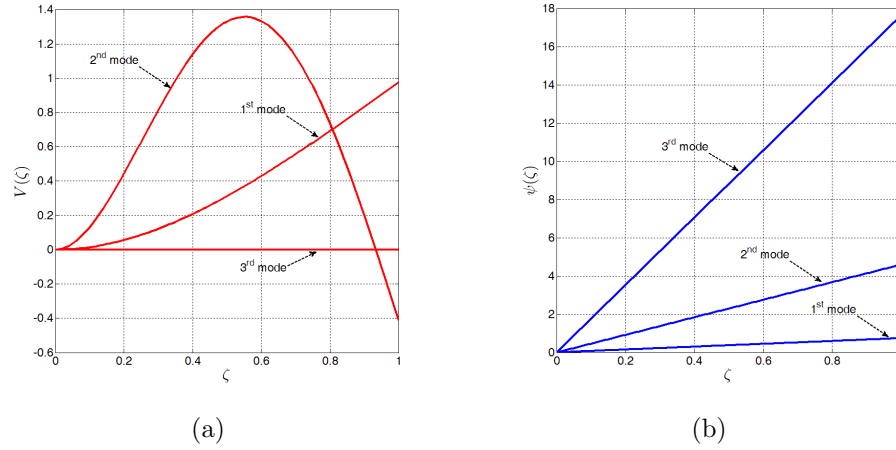 1.4
1.2
1
0.8
0.6
0.4
0.2
0
-0.2
-0.4
-0.6
V(ζ)
2nd mode
1st mode
3rd mode
0 0.2 0.4 0.6 0.8 1
ζ
(a)
18
16
14
12
10
8
6
4
2
0
ψ(ζ)
3rd mode
2nd mode
1st mode
0 0.2 0.4 0.6 0.8
ζ
(b)